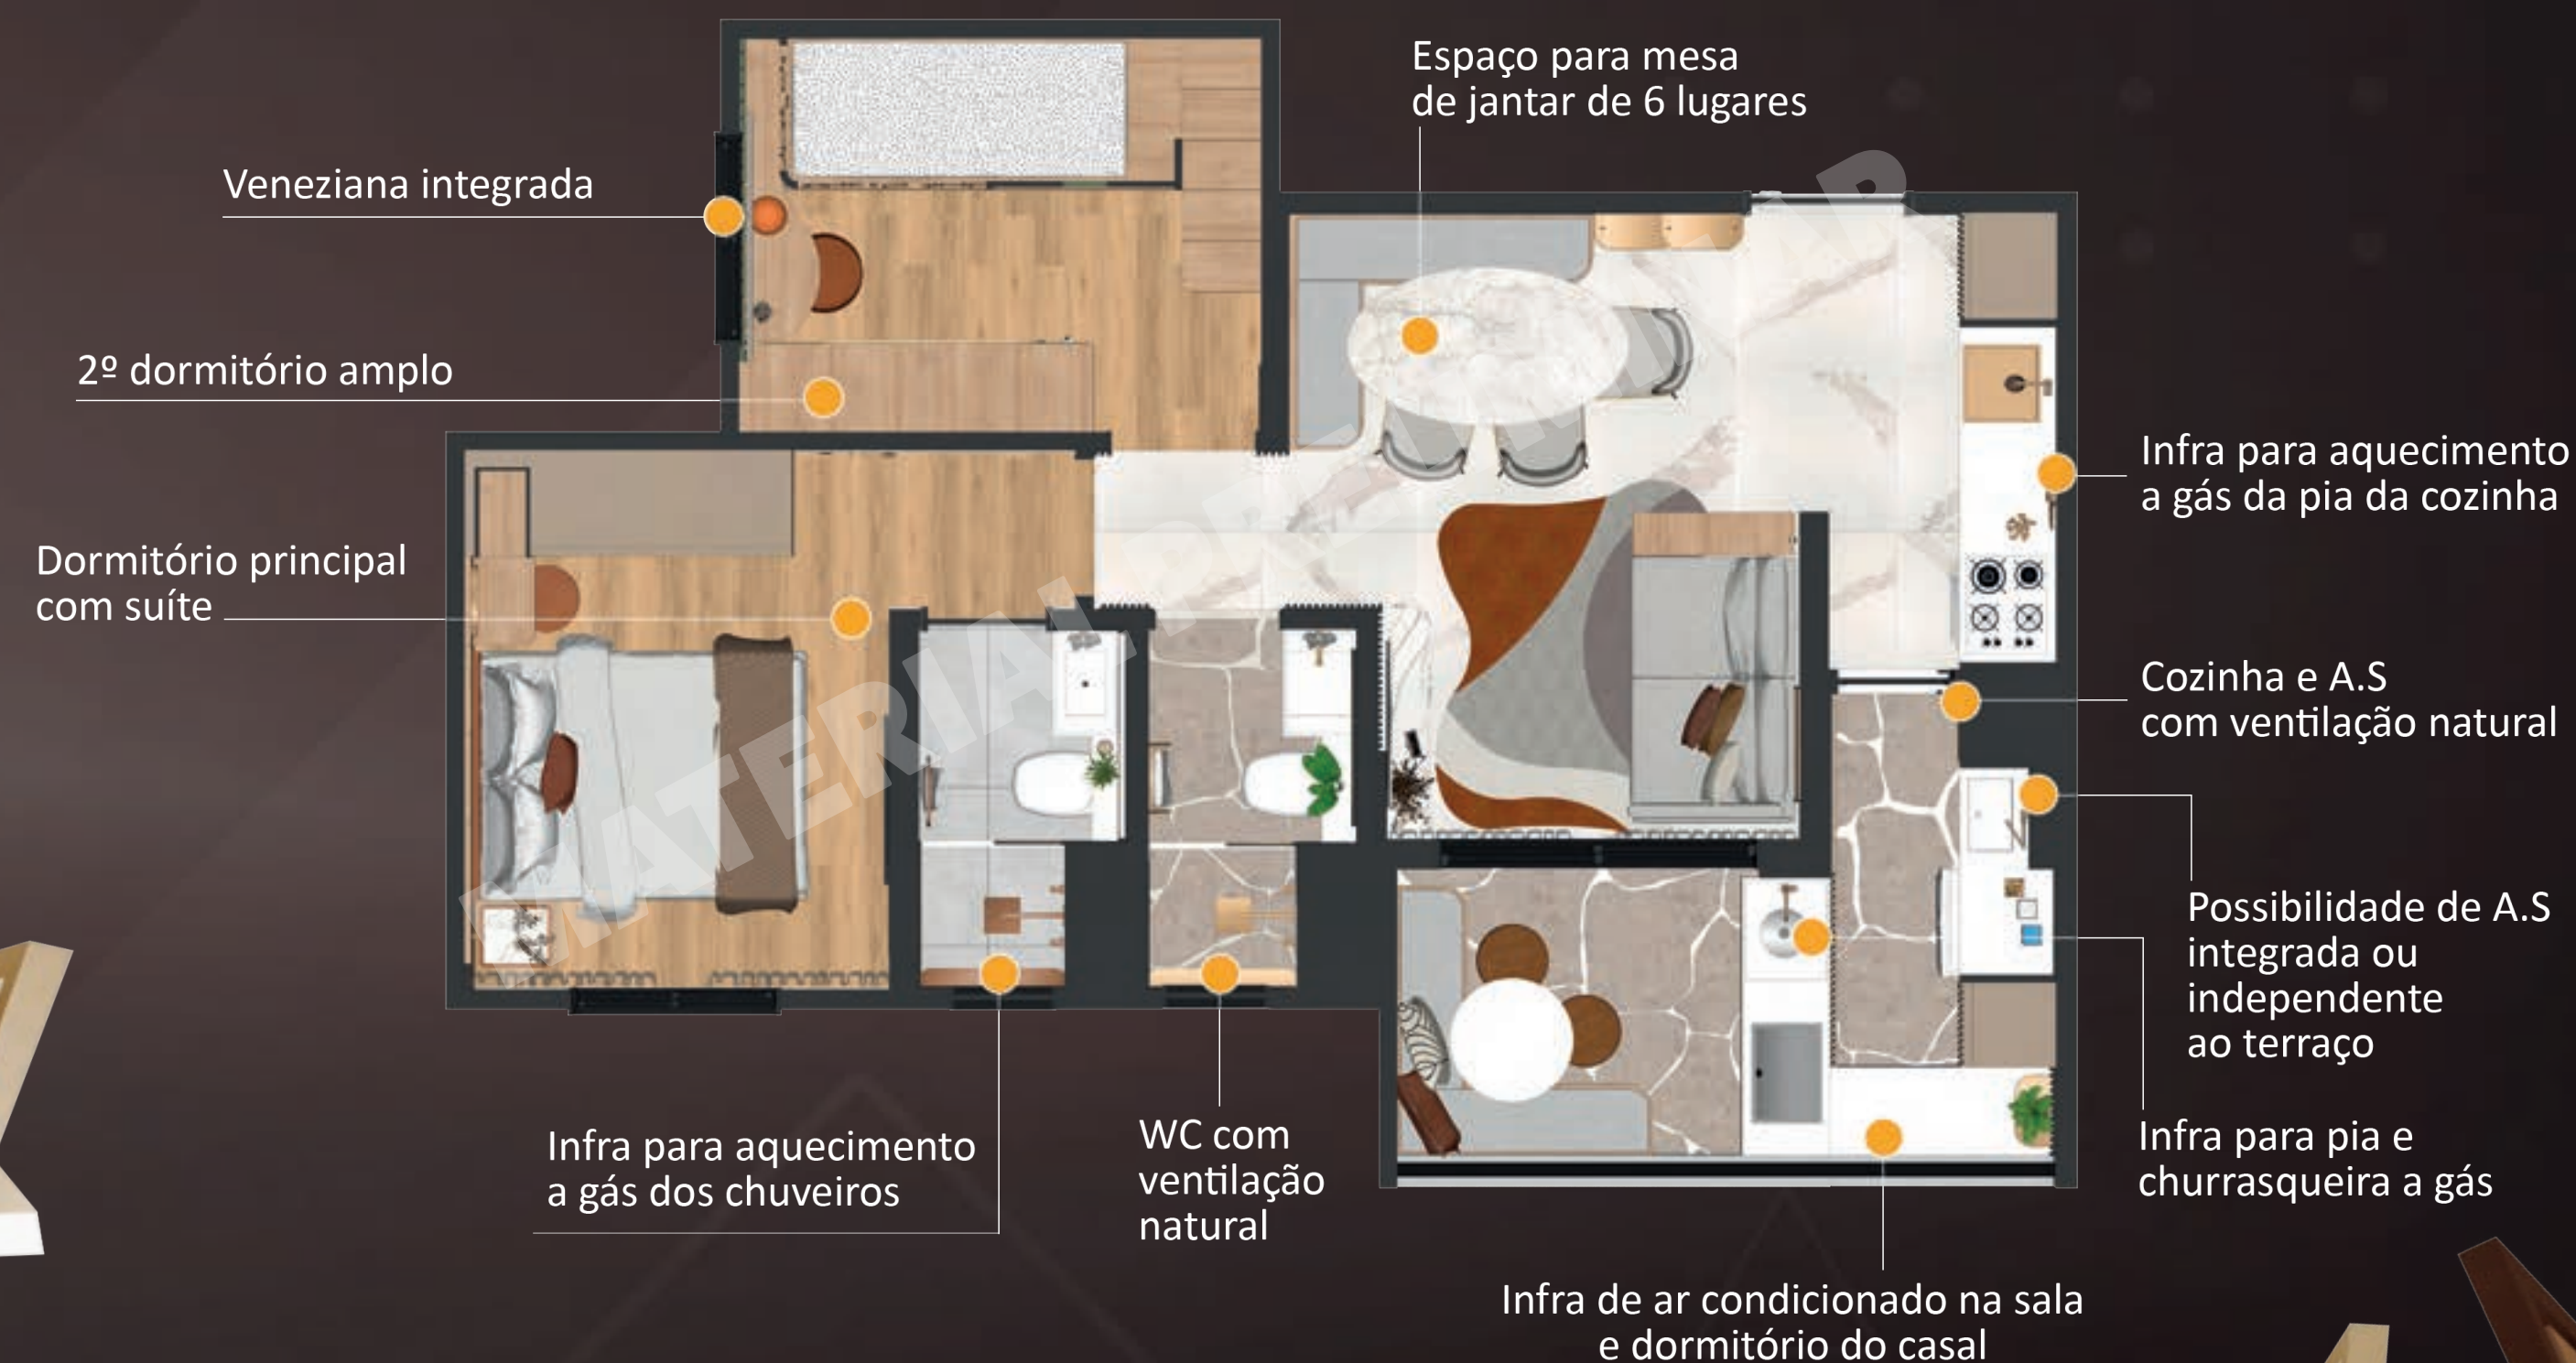 Espaço para mesa
de jantar de 6 lugares
Veneziana integrada
2º dormitório amplo
Dormitório principal
com suíte
Infra para aquecimento
a gás da pia da cozinha
Cozinha e A.S
com ventilação natural
Possibilidade de A.S
integrada ou
independente
ao terraço
Infra para pia e
churrasqueira a gás
Infra para aquecimento
a gás dos chuveiros
WC com
ventilação
natural
Infra de ar condicionado na sala
e dormitório do casal
MATERIAL PRELIMINAR